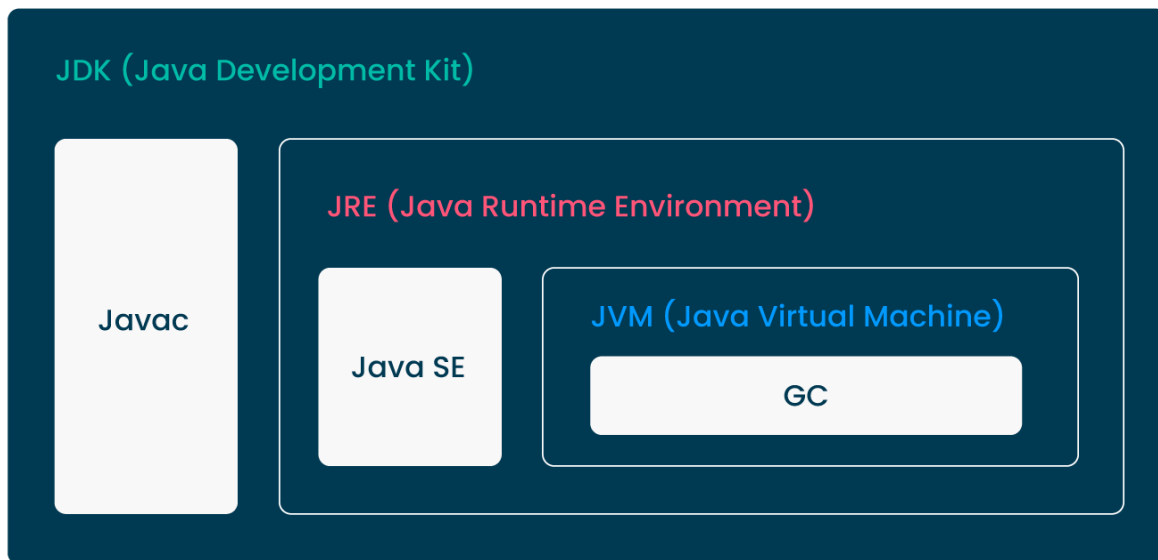 JDK (Java Development Kit)
Javac
JRE (Java Runtime Environment)
Java SE
JVM (Java Virtual Machine)
GC